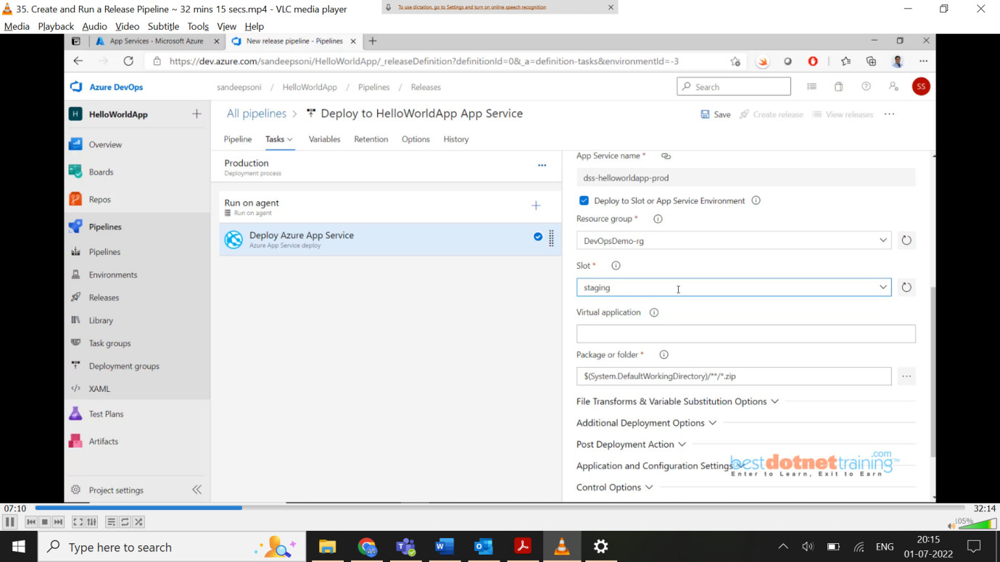 35. Create and Run a Release Pipeline ~ 32 mins 15 secs.mp4 - VLC media player
To use dictation, go to Settings and turn on online speech recognition
Media Playback Audio Video Subtitle Tools View Help
App Services - Microsoft Azure
New release pipeline - Pipelines
https://dev.azure.com/sandeepsoni/HelloWorldApp/_releaseDefinition?definitionId=0&_a=definition-tasks&environmentId=-3
Azure DevOps
sandeepsoni / HelloWorldApp / Pipelines / Releases
Search
SS
H HelloWorldApp
Overview
Boards
Repos
Pipelines
Pipelines
Environments
Releases
Library
Task groups
Deployment groups
XAML
Test Plans
Artifacts
Project settings
All pipelines > Deploy to HelloWorldApp App Service
Save Create release View releases
Pipeline Tasks Variables Retention Options History
Production
Deployment process
Run on agent
Run on agent
Deploy Azure App Service
Azure App Service deploy
App Service name *
dss-helloworldapp-prod
Deploy to Slot or App Service Environment
Resource group *
DevOpsDemo-rg
Slot *
staging
Virtual application
Package or folder *
$(System.DefaultWorkingDirectory)/**/*.zip
File Transforms & Variable Substitution Options
Additional Deployment Options
Post Deployment Action
Application and Configuration Settings
Control Options
bestdotnettraining.com™
Enter to Learn, Exit to Earn
07:10
32:14
105%
Type here to search
ENG
20:15
01-07-2022